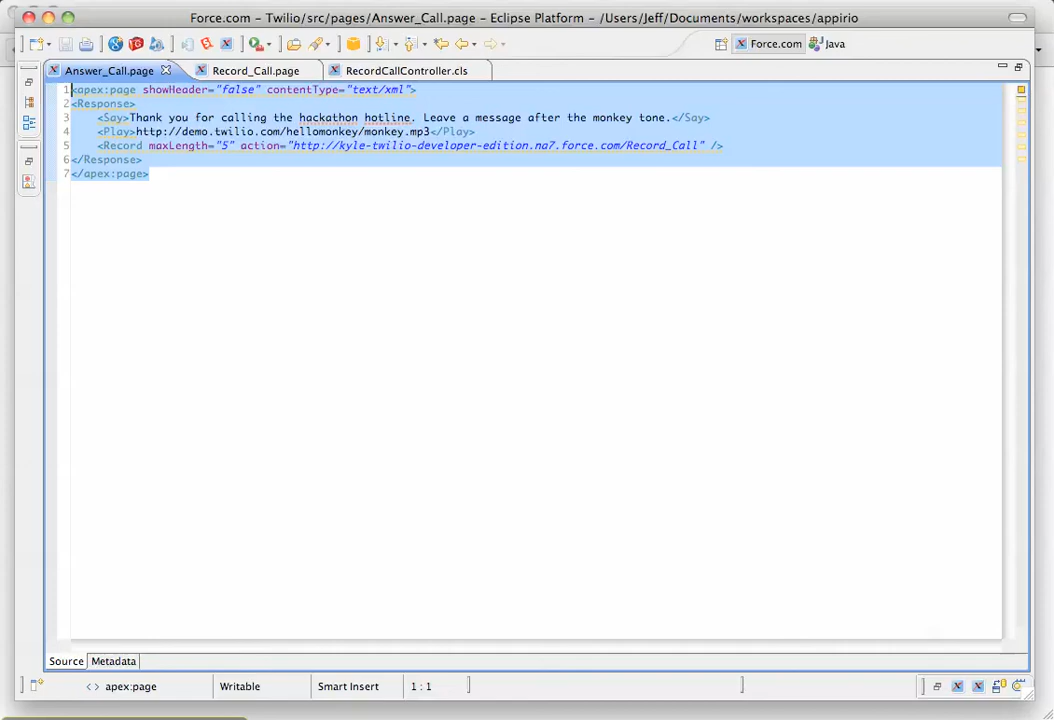 Force.com - Twilio/src/pages/Answer_Call.page - Eclipse Platform - /Users/Jeff/Documents/workspaces/appirio
Force.com Java
Answer_Call.page Record_Call.page RecordCallController.cls
1 <apex:page showHeader="false" contentType="text/xml">
2 <Response>
3 <Say>Thank you for calling the hackathon hotline. Leave a message after the monkey tone.</Say>
4 <Play>http://demo.twilio.com/hellomonkey/monkey.mp3</Play>
5 <Record maxLength="5" action="http://kyle-twilio-developer-edition.na7.force.com/Record_Call" />
6 </Response>
7 </apex:page>
Source Metadata
<> apex:page Writable Smart Insert 1 : 1